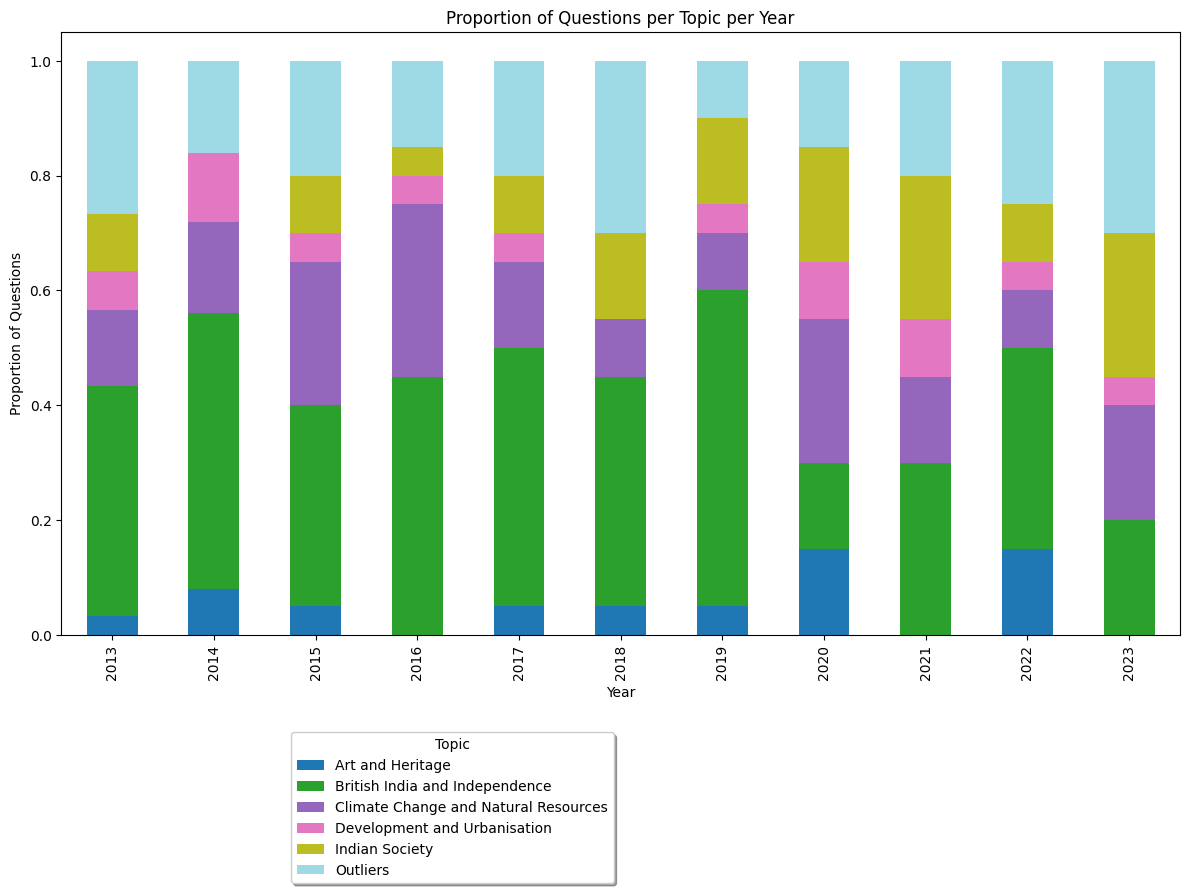 Proportion of Questions per Topic per Year
Proportion of Questions
1.0
0.8
0.6
0.4
0.2
0.0
2013
2014
2015
2016
2017
2018
2019
2020
2021
2022
2023
Year
Topic
Art and Heritage
British India and Independence
Climate Change and Natural Resources
Development and Urbanisation
Indian Society
Outliers